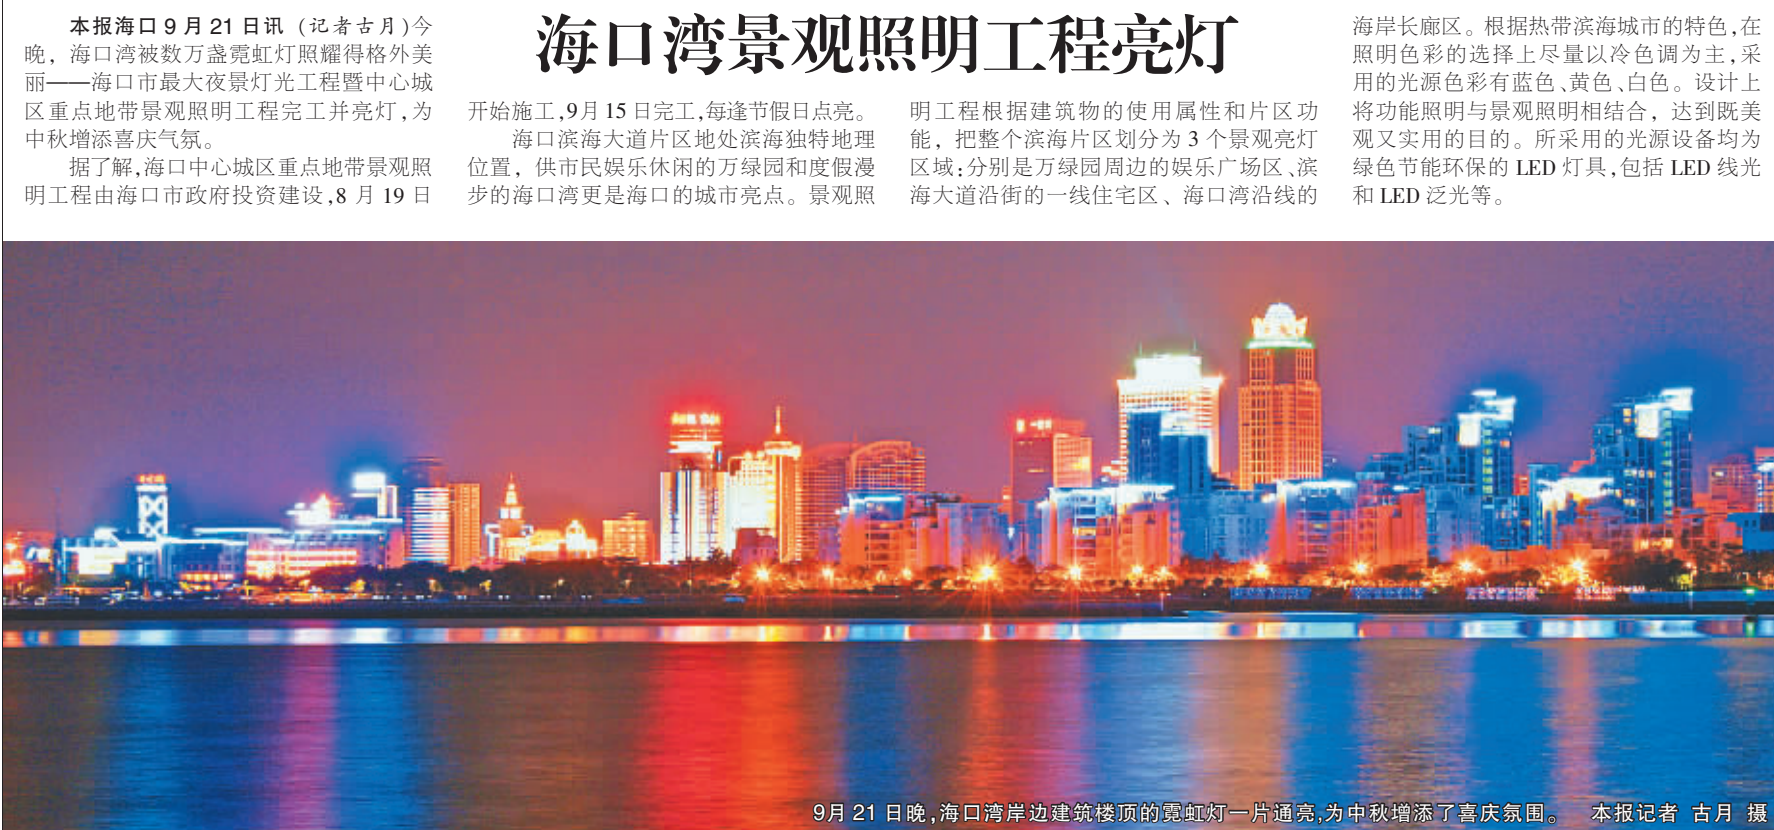 海口湾景观照明工程亮灯
本报海口9月21日讯 (记者古月)今
晚，海口湾被数万盏霓虹灯照耀得格外美
丽——海口市最大夜景灯光工程暨中心城
区重点地带景观照明工程完工并亮灯,为
中秋增添喜庆气氛。
据了解,海口中心城区重点地带景观照
明工程由海口市政府投资建设,8月19日
开始施工,9月15日完工,每逢节假日点亮。
海口滨海大道片区地处滨海独特地理
位置，供市民娱乐休闲的万绿园和度假漫
步的海口湾更是海口的城市亮点。景观照
明工程根据建筑物的使用属性和片区功
能，把整个滨海片区划分为3个景观亮灯
区域:分别是万绿园周边的娱乐广场区、滨
海大道沿街的一线住宅区、海口湾沿线的
海岸长廊区。根据热带滨海城市的特色,在
照明色彩的选择上尽量以冷色调为主,采
用的光源色彩有蓝色、黄色、白色。设计上
将功能照明与景观照明相结合，达到既美
观又实用的目的。所采用的光源设备均为
绿色节能环保的LED灯具,包括LED线光
和LED泛光等。
9月21日晚,海口湾岸边建筑楼顶的霓虹灯一片通亮,为中秋增添了喜庆氛围。 本报记者 古月 摄